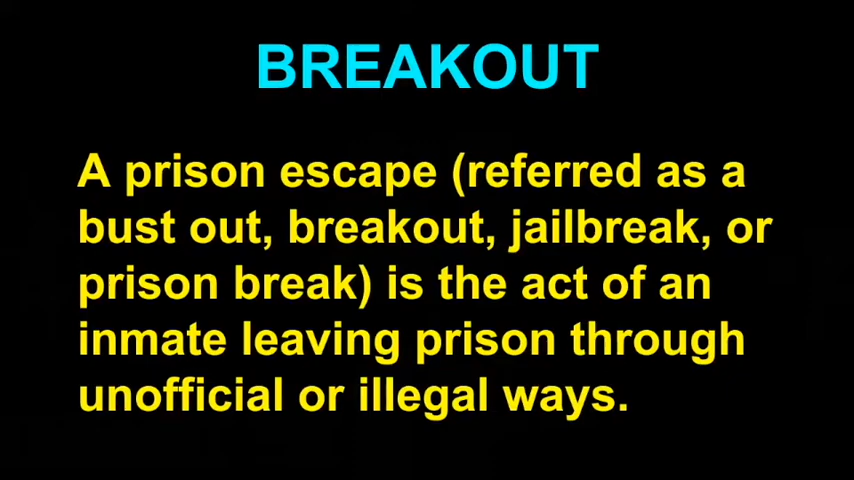 BREAKOUT
A prison escape (referred as a
bust out, breakout, jailbreak, or
prison break) is the act of an
inmate leaving prison through
unofficial or illegal ways.